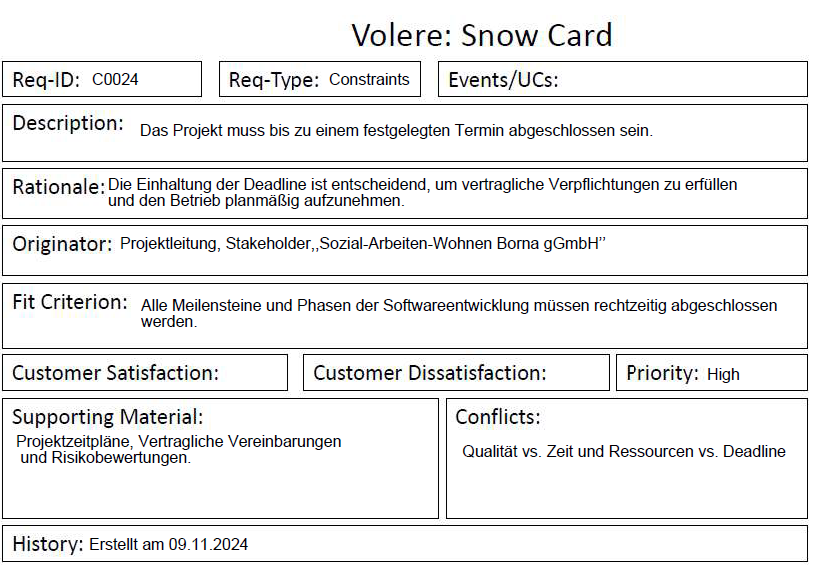 Volere: Snow Card
Req-ID: C0024 Req-Type: Constraints Events/UCs:
Description: Das Projekt muss bis zu einem festgelegten Termin abgeschlossen sein.
Rationale: Die Einhaltung der Deadline ist entscheidend, um vertragliche Verpflichtungen zu erfüllen
und den Betrieb planmäßig aufzunehmen.
Originator: Projektleitung, Stakeholder,,Sozial-Arbeiten-Wohnen Borna gGmbH’’
Fit Criterion: Alle Meilensteine und Phasen der Softwareentwicklung müssen rechtzeitig abgeschlossen
werden.
Customer Satisfaction: Customer Dissatisfaction: Priority: High
Supporting Material:
Projektzeitpläne, Vertragliche Vereinbarungen
und Risikobewertungen.
Conflicts:
Qualität vs. Zeit und Ressourcen vs. Deadline
History: Erstellt am 09.11.2024